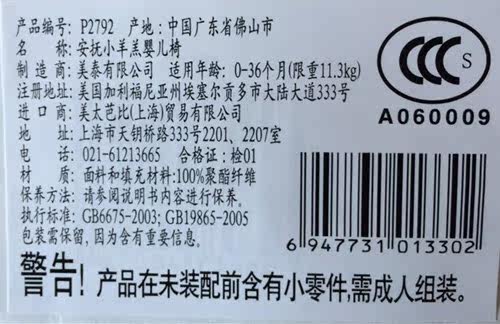 产品编号: P2792 产地: 中国广东省佛山市
名 称: 安抚小羊羔婴儿椅
制 造 商: 美泰有限公司 适用年龄: 0-36个月(限重11.3kg)
注册地址: 美国加利福尼亚州埃塞尔贡多市大陆大道333号
进 口 商: 美太芭比(上海)贸易有限公司
地 址: 上海市天钥桥路333号2201、2207室
电 话: 021-61213665 合格证: 检01
材 质: 面料和填充材料: 100%聚酯纤维
保养方法: 请参阅说明书内容进行保养。
执行标准: GB6675-2003; GB19865-2005
包装需保留, 因为含有重要信息。
CCC S
A060009
6 947731 013302
警告! 产品在未装配前含有小零件,需成人组装。